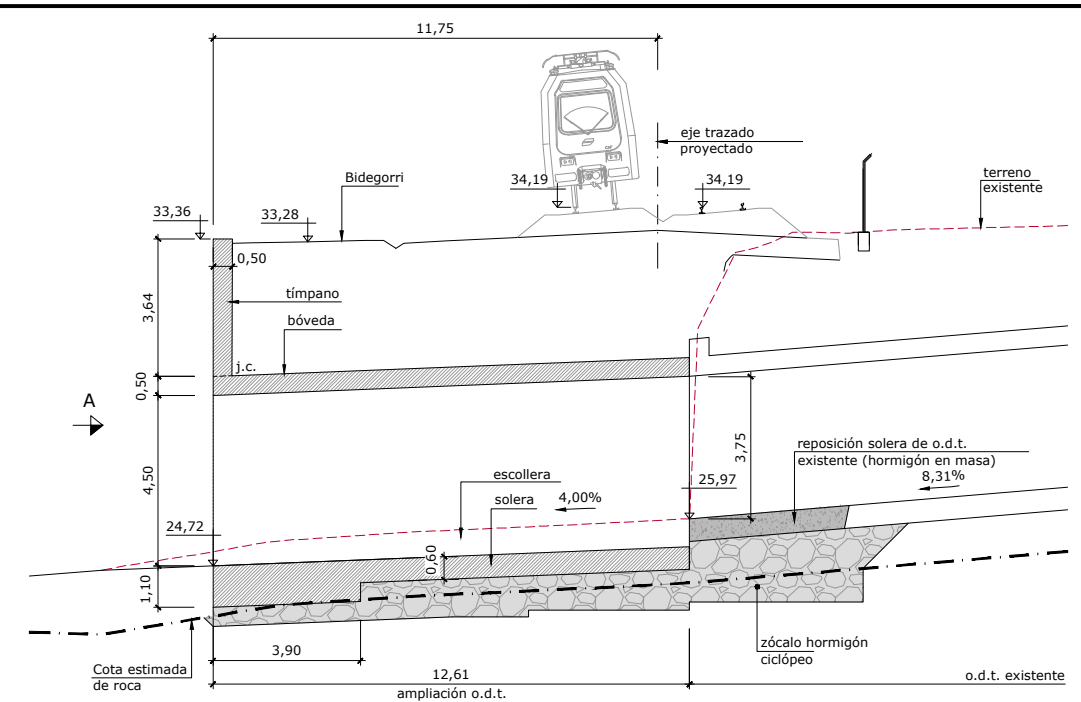 11,75
eje trazado
proyectado
Bidegorri
34,19
34,19
terreno
existente
33,36
33,28
0,50
tímpano
3,64
bóveda
j.c.
0,50
A
3,75
reposición solera de o.d.t.
existente (hormigón en masa)
8,31%
4,50
escollera
25,97
solera
4,00%
24,72
0,60
1,10
3,90
zócalo hormigón
ciclópeo
Cota estimada
de roca
12,61
o.d.t. existente
ampliación o.d.t.